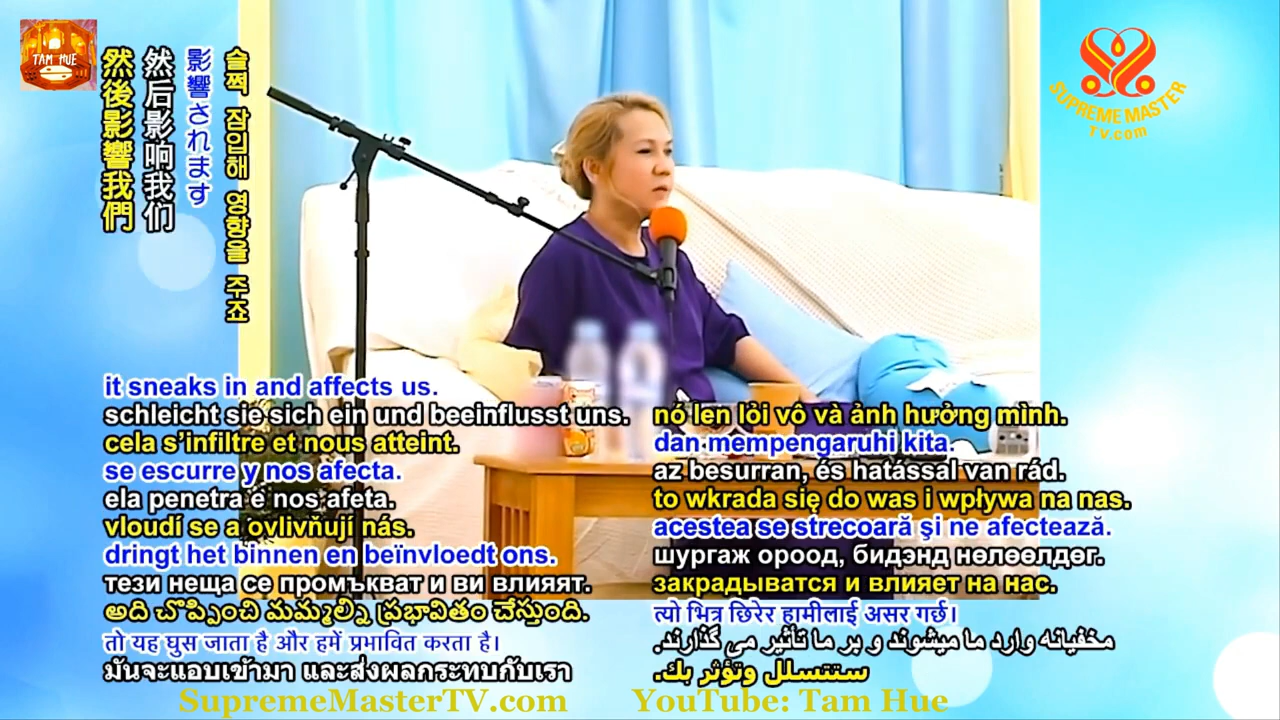 TAM HUE
然後影響我們
然后影响我们
影響されます
슬쩍 잠입해 영향을 주죠
SUPREME MASTER
TV.com
it sneaks in and affects us.
schleicht sie sich ein und beeinflusst uns.
cela s’infiltre et nous atteint.
se escurre y nos afecta.
ela penetra e nos afeta.
vloudí se a ovlivňují nás.
dringt het binnen en beïnvloedt ons.
тези неща се промъкват и ви влияят.
అది చొప్పించి మమ్మల్ని ప్రభావితం చేస్తుంది.
तो यह घुस जाता है और हमें प्रभावित करता है।
มันจะแอบเข้ามา และส่งผลกระทบกับเรา
nó len lỏi vô và ảnh hưởng mình.
dan mempengaruhi kita.
az besurran, és hatással van rád.
to wkrada się do was i wpływa na nas.
acestea se strecoară şi ne afectează.
шургаж ороод, бидэнд нөлөөлдөг.
закрадыватся и влияет на нас.
त्यो भित्र छिरेर हामीलाई असर गर्छ।
مخفیانه وارد ما میشوند و بر ما تأثیر می گذارند.
ستتسلل وتؤثر بك.
SupremeMasterTV.com
YouTube: Tam Hue